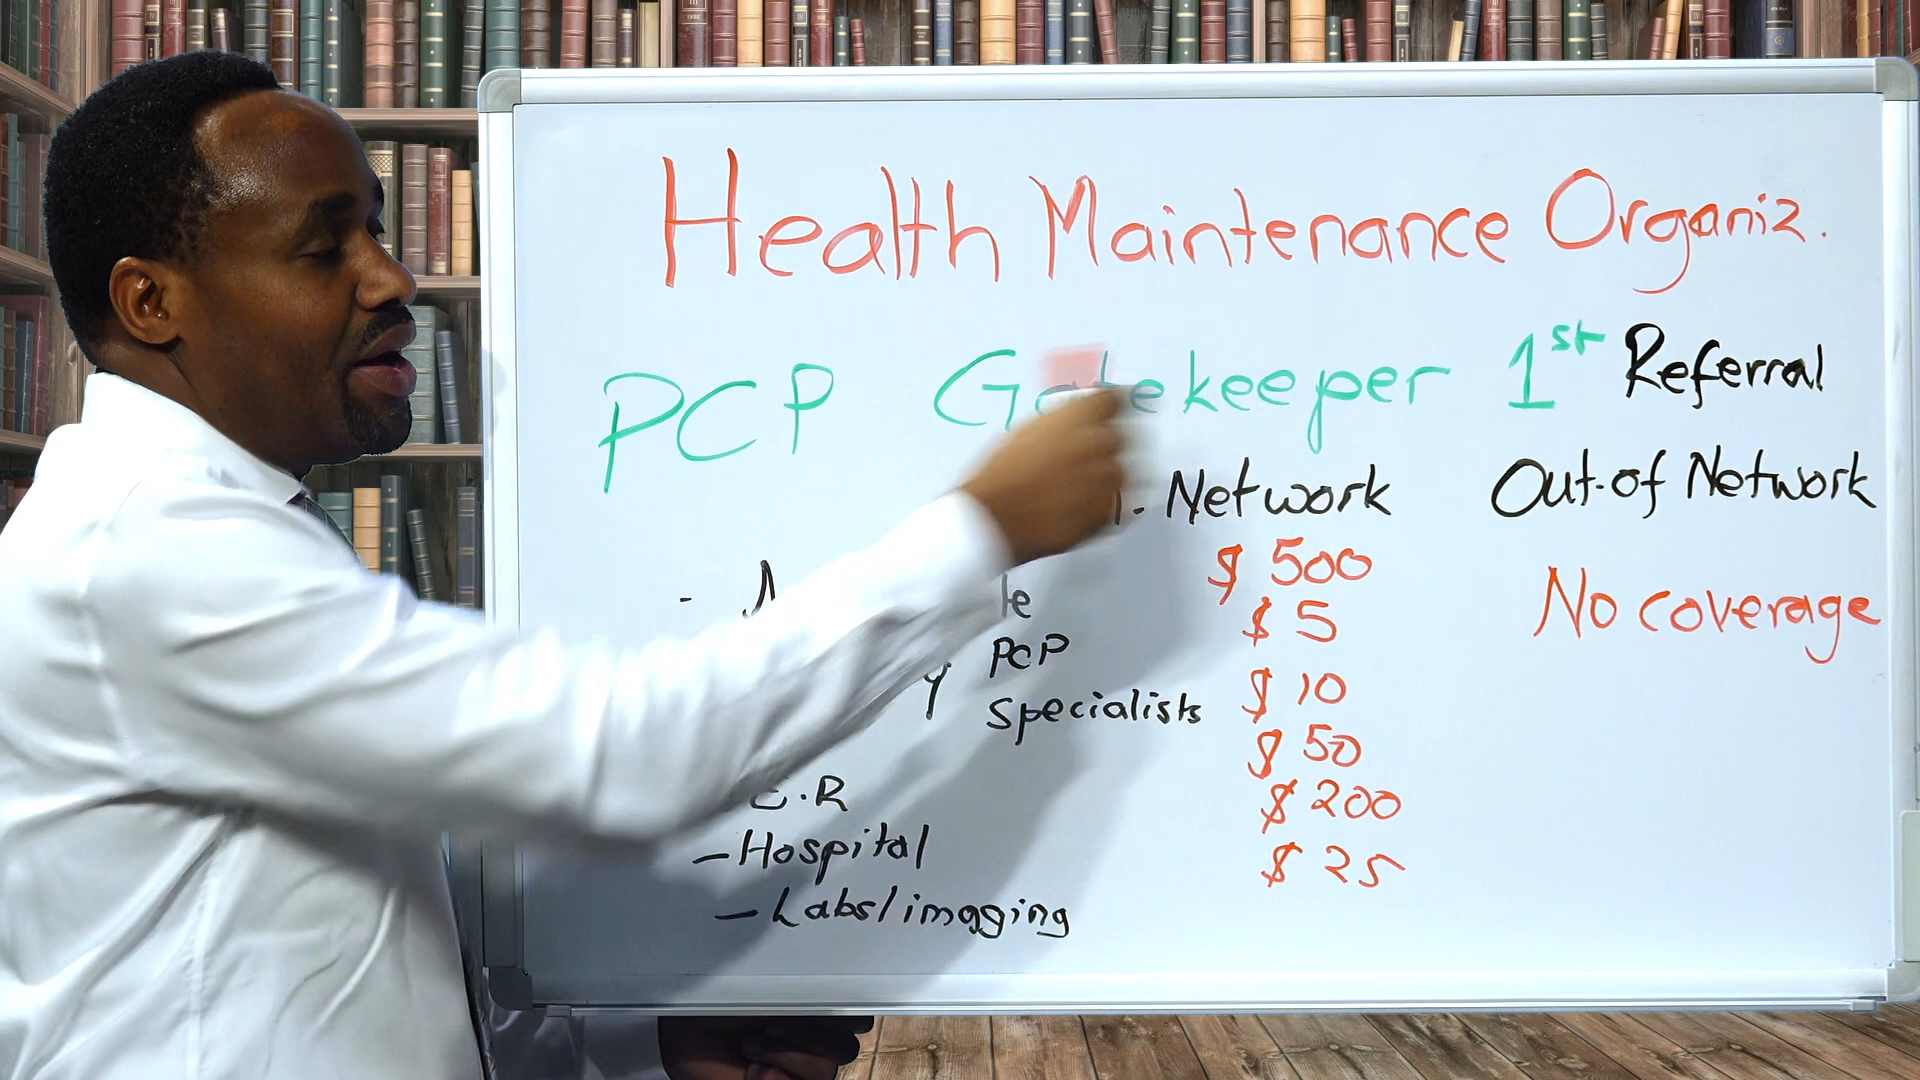 Health Maintenance Organiz.
PCP Gatekeeper 1st Referral
Network Out-of Network
$ 500
$ 5 No coverage
PCP $ 10
Specialists $ 50
E.R $ 200
- Hospital $ 25
- Labs/imaging